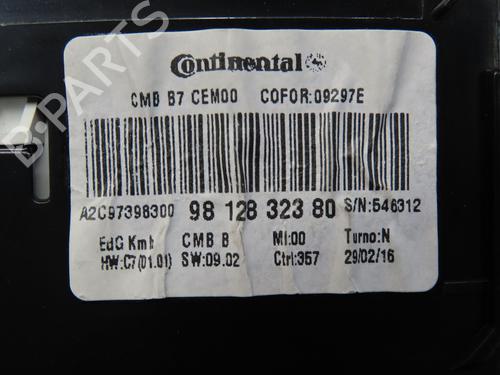 B-PARTS
Continental
CMB B7 CEM00 COFOR:09297E
A2C97398300 98 128 323 80 S/N:546312
EdG Kmh CMB B MI:00 Turno:N
HW:C7(01.01) SW:09.02 Ctrl:357 29/02/16